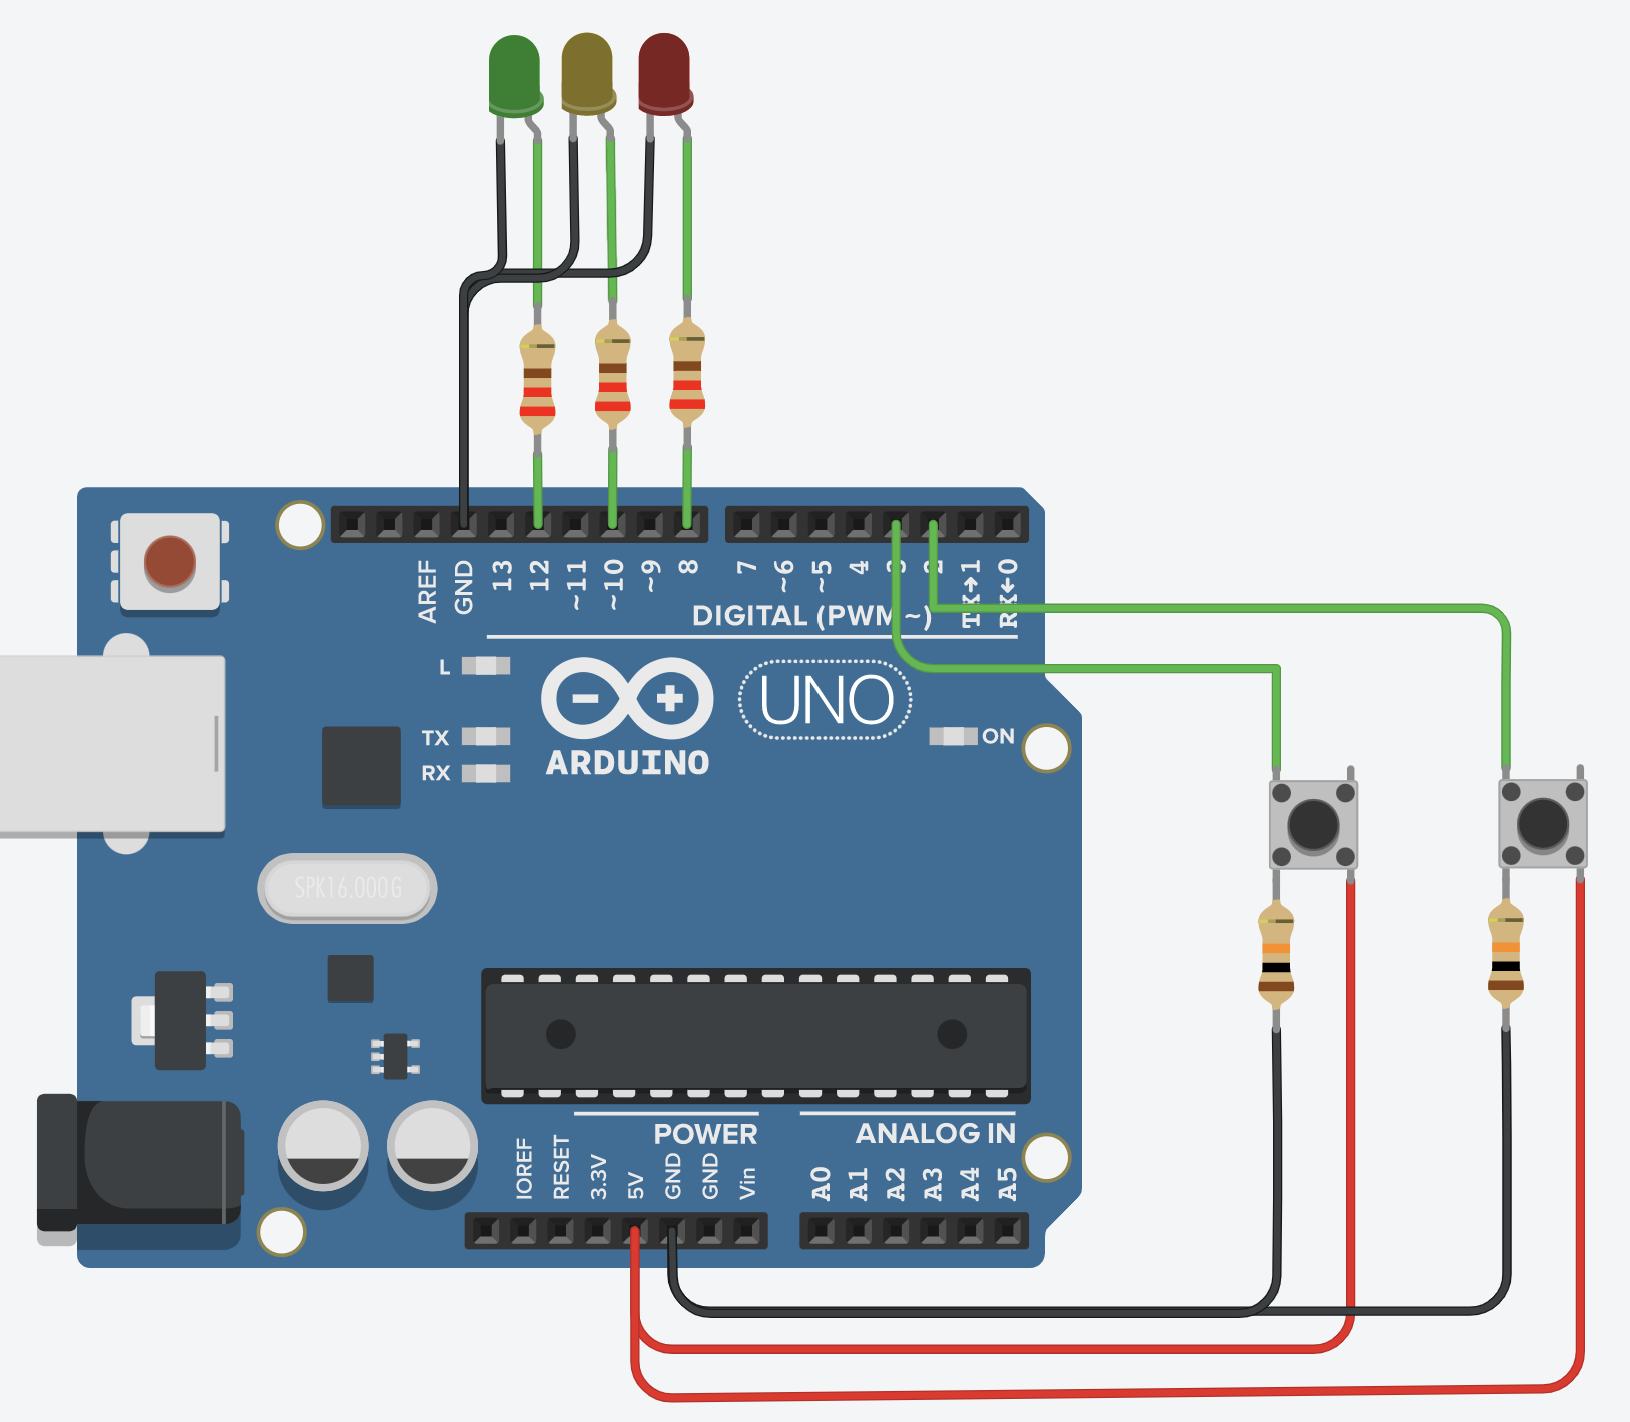 AREF
GND
13
12
~11
~10
~9
8
7
~6
~5
4
3
2
TX→1
RX←0
DIGITAL (PWM~)
L
TX
RX
ARDUINO
UNO
ON
SPK16.000G
POWER
ANALOG IN
IOREF
RESET
3.3V
5V
GND
GND
Vin
A0
A1
A2
A3
A4
A5